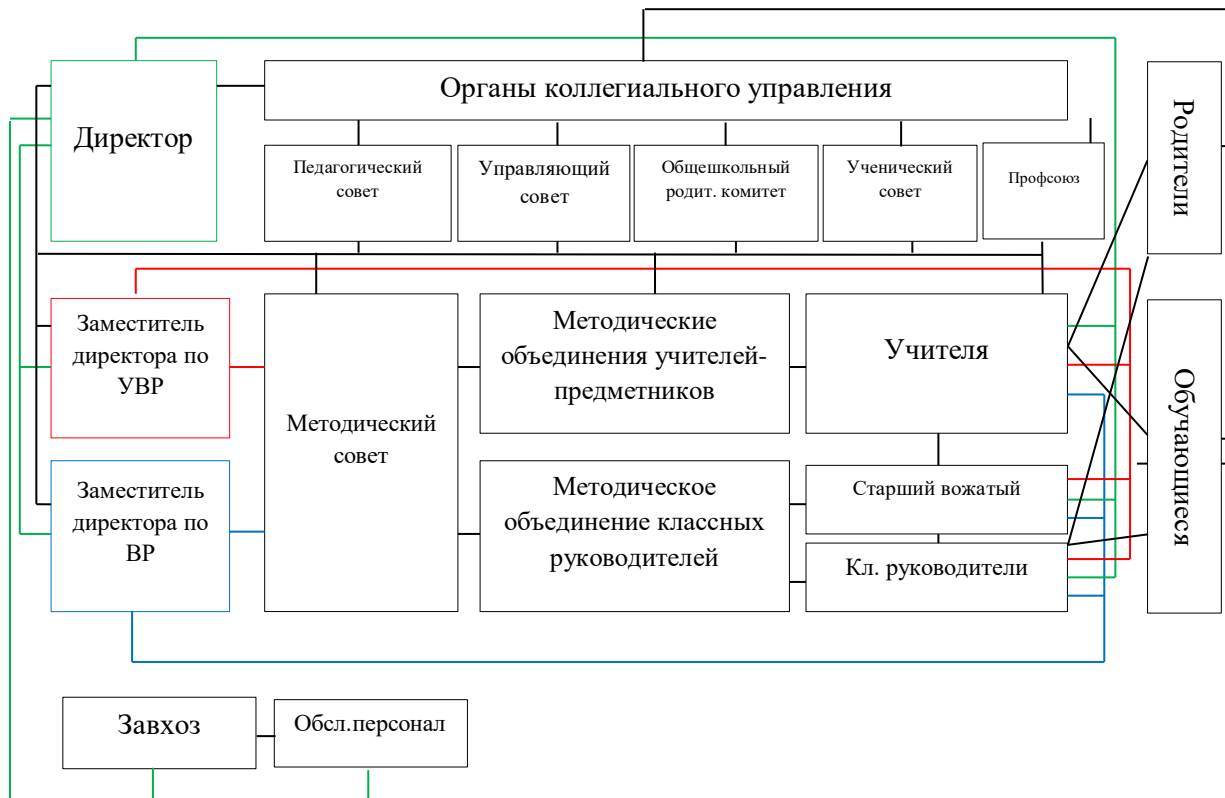 Органы коллегиального управления
Директор
Педагогический
совет
Управляющий
совет
Общешкольный
родит. комитет
Ученический
совет
Профсоюз
Родители
Заместитель
директора по
УВР
Методический
совет
Методические
объединения учителей-
предметников
Учителя
Обучающиеся
Заместитель
директора по
ВР
Методическое
объединение классных
руководителей
Старший вожатый
Кл. руководители
Завхоз
Обсл.персонал